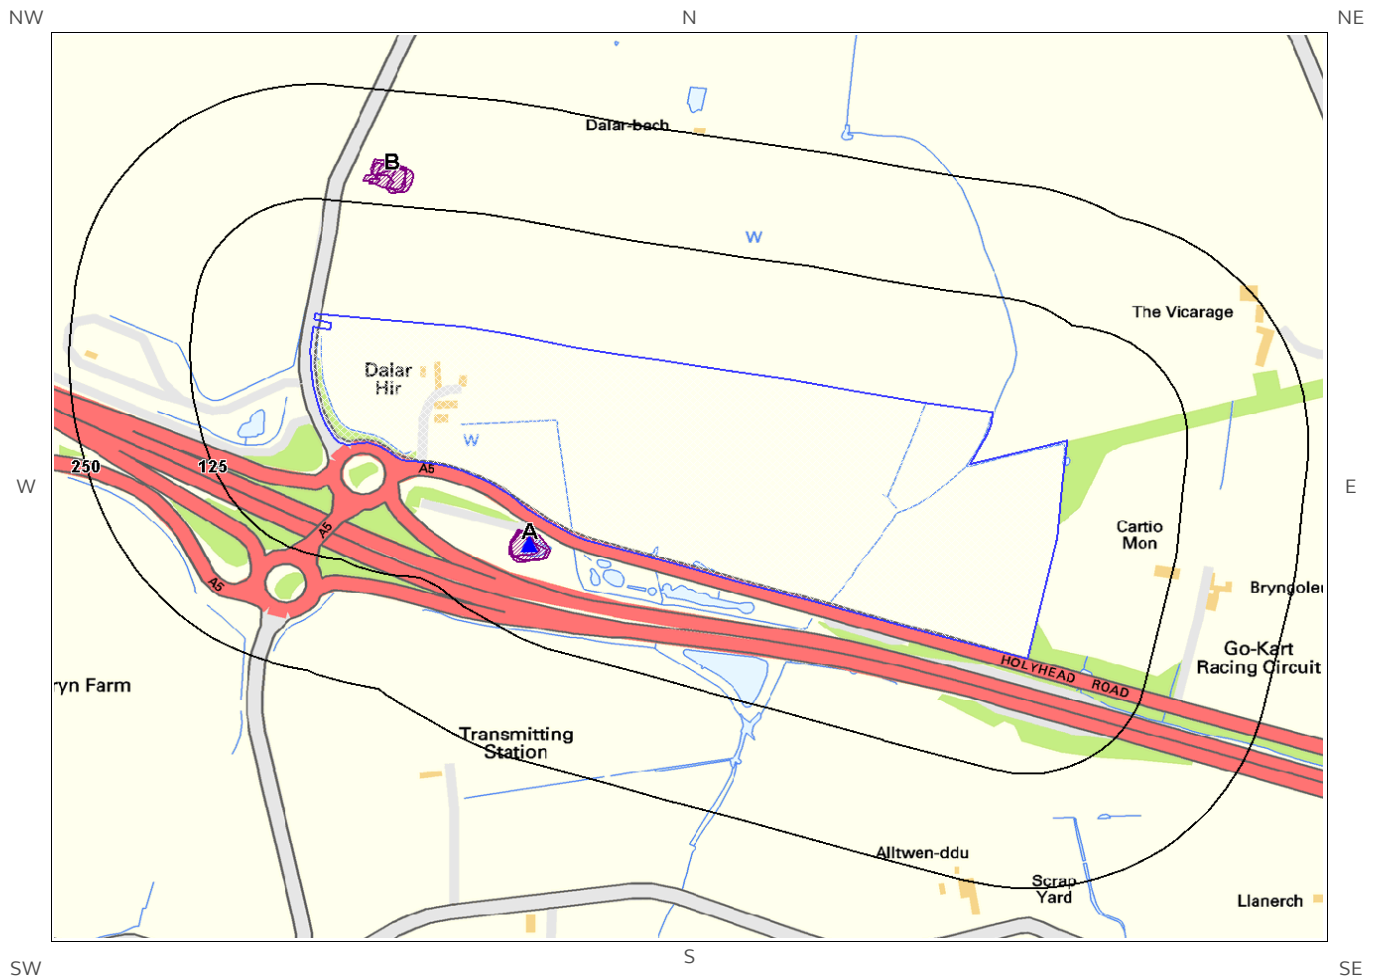 NW
N
NE
Dalar-bach
B
W
The Vicarage
Dalar
Hir
W
250
125
A5
W
E
A5
A
Cartio
Mon
A5
Bryngole
Go-Kart
Racing Circuit
HOLYHEAD ROAD
ryn Farm
Transmitting
Station
Alltwen-ddu
Scrap
Yard
Llanerch
SW
S
SE